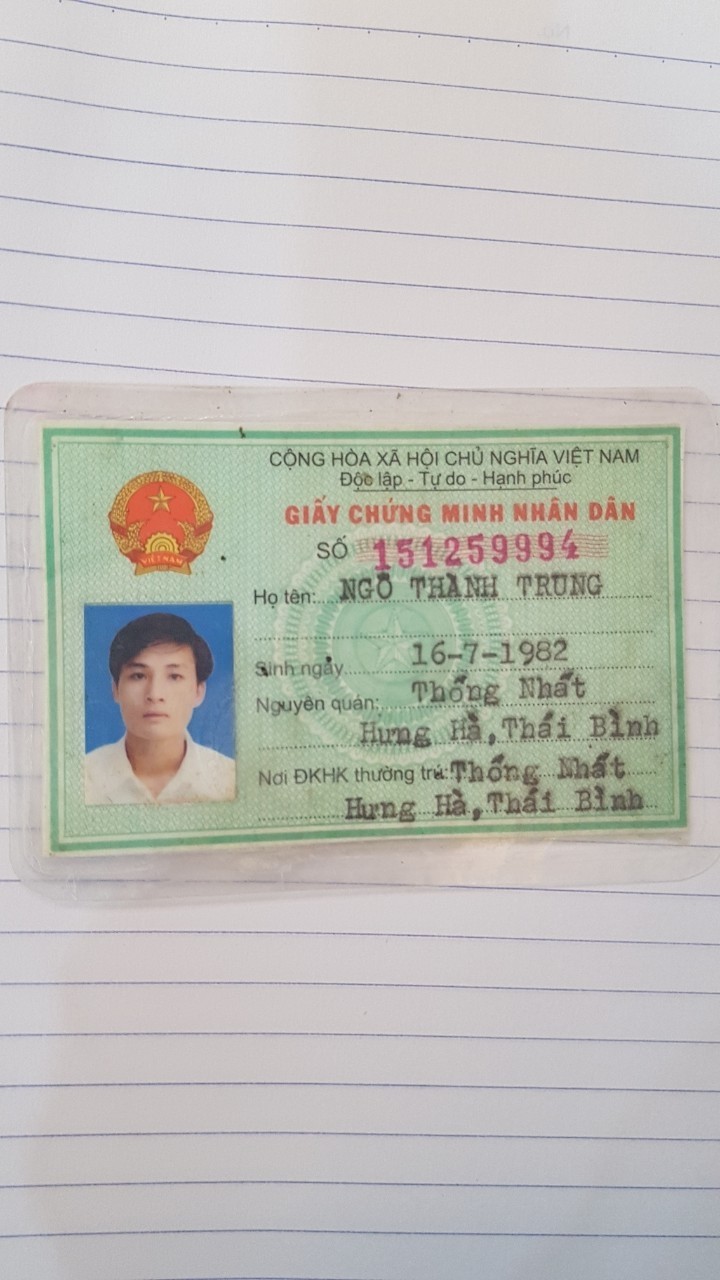 CỘNG HÒA XÃ HỘI CHỦ NGHĨA VIỆT NAM
Độc lập - Tự do - Hạnh phúc
GIẤY CHỨNG MINH NHÂN DÂN
SỐ 151259994
Họ tên: NGÔ THÀNH TRUNG
Sinh ngày 16-7-1982
Nguyên quán: Thống Nhất
Hưng Hà, Thái Bình
Nơi ĐKHK thường trú: Thống Nhất
Hưng Hà, Thái Bình
VIỆT NAM